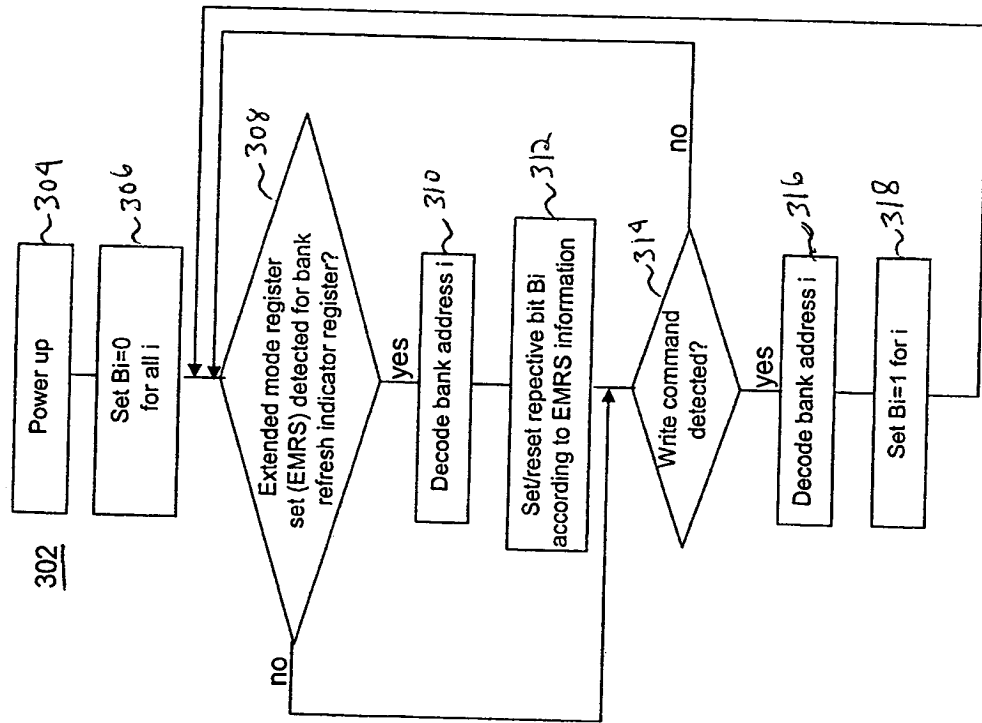 302
Power up
304
Set Bi=0
for all i
306
Extended mode register
set (EMRS) detected for bank
refresh indicator register?
308
no
yes
Decode bank address i
310
Set/reset repective bit Bi
according to EMRS information
312
Write command
detected?
314
no
yes
Decode bank address i
316
Set Bi=1 for i
318